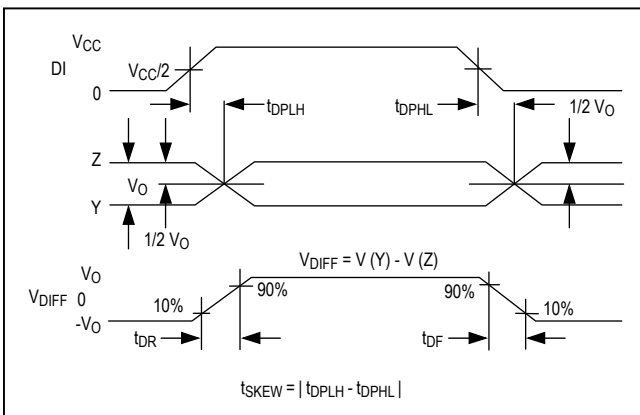 VCC
DI
VCC/2
0
tDPLH
tDPHL
1/2 VO
Z
VO
Y
1/2 VO
VDIFF = V (Y) - V (Z)
VO
VDIFF 0
-VO
10%
90%
90%
10%
tDR
tDF
tSKEW = | tDPLH - tDPHL |